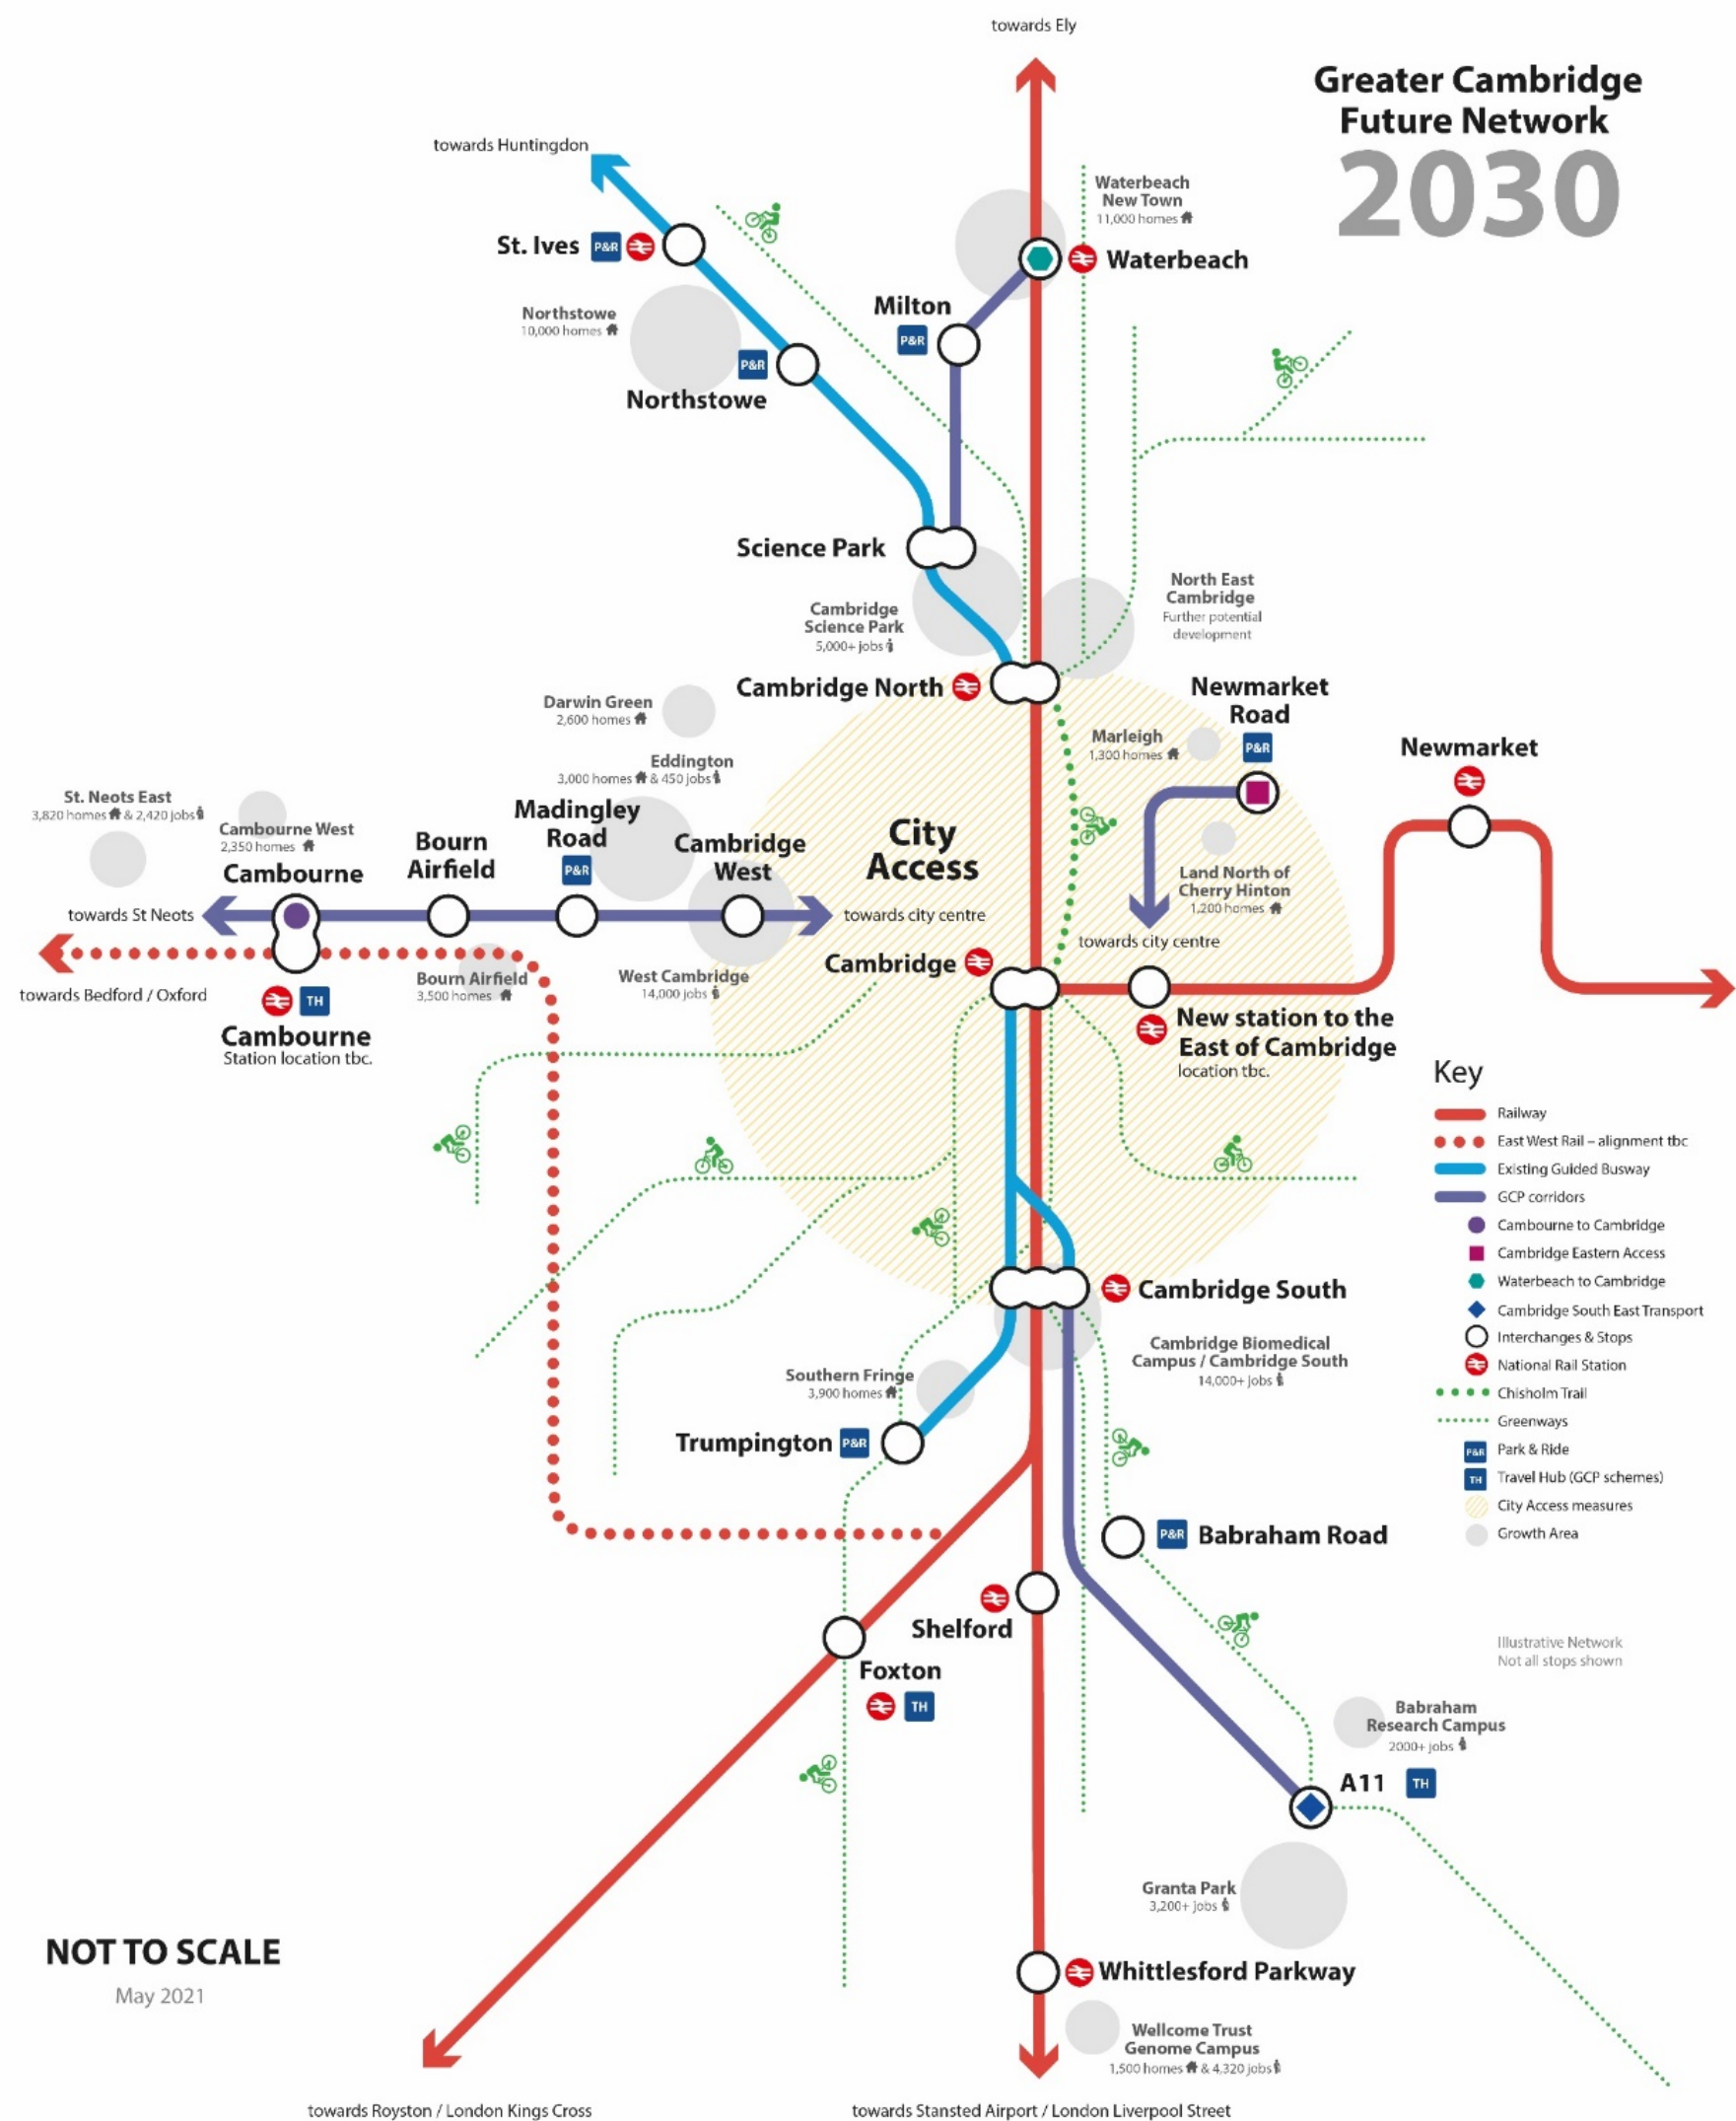 towards Ely
Greater Cambridge
Future Network
2030
towards Huntingdon
Waterbeach
New Town
11,000 homes
St. Ives P&R
Waterbeach
Northstowe
10,000 homes
Milton
P&R
P&R
Northstowe
Science Park
North East
Cambridge
Further potential
development
Cambridge
Science Park
5,000+ jobs
Cambridge North
Newmarket
Road
P&R
Darwin Green
2,600 homes
Marleigh
1,300 homes
Newmarket
Eddington
3,000 homes & 450 jobs
St. Neots East
3,820 homes & 2,420 jobs
Cambourne West
2,350 homes
Cambourne
Bourn
Airfield
Madingley
Road
P&R
Cambridge
West
City
Access
Land North of
Cherry Hinton
1,200 homes
towards St Neots
towards city centre
towards city centre
towards Bedford / Oxford
TH
Cambourne
Station location tbc.
Bourn Airfield
3,500 homes
West Cambridge
14,000 jobs
Cambridge
New station to the
East of Cambridge
location tbc.
Key
Railway
East West Rail – alignment tbc
Existing Guided Busway
GCP corridors
Cambourne to Cambridge
Cambridge Eastern Access
Waterbeach to Cambridge
Cambridge South East Transport
Interchanges & Stops
National Rail Station
Chisholm Trail
Greenways
P&R Park & Ride
TH Travel Hub (GCP schemes)
City Access measures
Growth Area
Cambridge South
Cambridge Biomedical
Campus / Cambridge South
14,000+ jobs
Southern Fringe
3,900 homes
Trumpington P&R
P&R Babraham Road
Shelford
Foxton
TH
Illustrative Network
Not all stops shown
Babraham
Research Campus
2000+ jobs
A11 TH
Granta Park
3,200+ jobs
NOT TO SCALE
May 2021
Whittlesford Parkway
Wellcome Trust
Genome Campus
1,500 homes & 4,320 jobs
towards Royston / London Kings Cross
towards Stansted Airport / London Liverpool Street